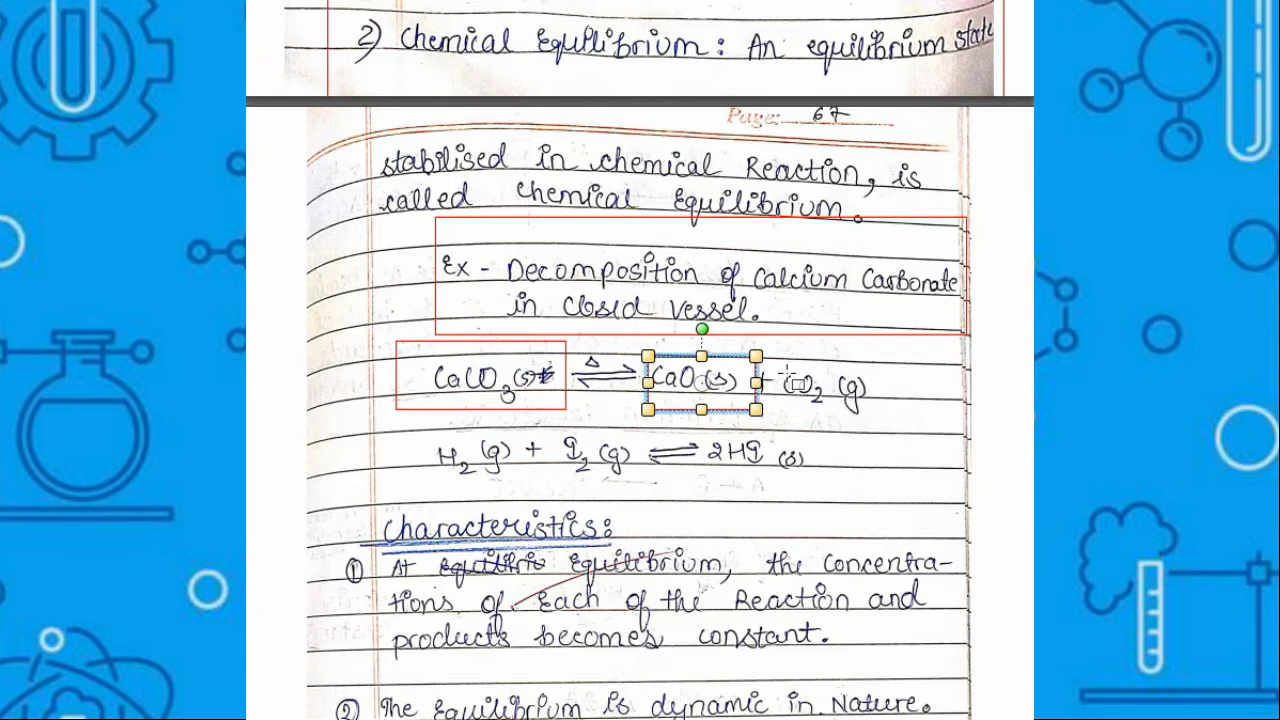 2) Chemical Equilibrium: An equilibrium state
Page: 67
stabilised in chemical Reaction, is
called chemical Equilibrium.
Ex - Decomposition of Calcium Carbonate
in closed vessel.
CaCO₃(s) ⇌ CaO(s) + CO₂ (g)
H₂ (g) + I₂ (g) ⇌ 2HI (g)
Characteristics:
① At Equilibrium, the concentra-
tions of Each of the Reaction and
products becomes constant.
② The Equilibrium is dynamic in Nature.